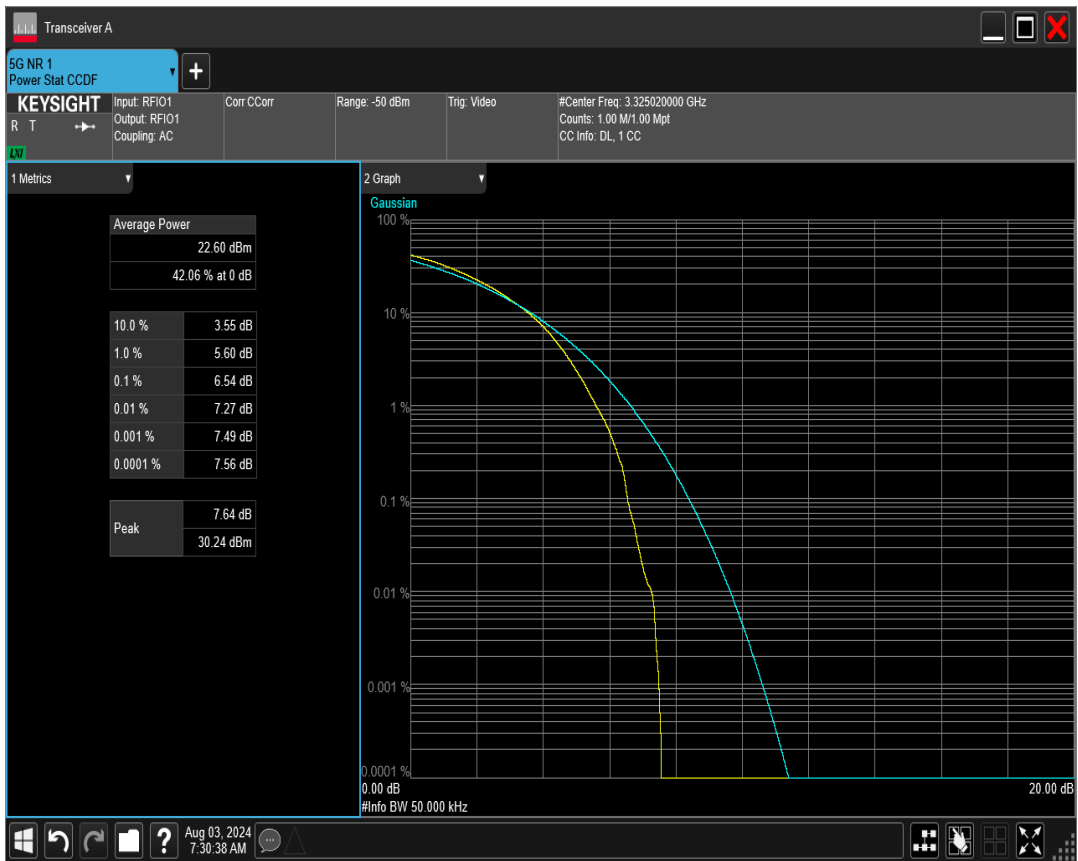 Transceiver A
5G NR 1
Power Stat CCDF
+
KEYSIGHT
R T
LXI
Input: RFIO1
Output: RFIO1
Coupling: AC
Corr CCorr
Range: -50 dBm
Trig: Video
#Center Freq: 3.325020000 GHz
Counts: 1.00 M/1.00 Mpt
CC Info: DL, 1 CC
1 Metrics
Average Power
22.60 dBm
42.06 % at 0 dB
10.0 % 3.55 dB
1.0 % 5.60 dB
0.1 % 6.54 dB
0.01 % 7.27 dB
0.001 % 7.49 dB
0.0001 % 7.56 dB
Peak
7.64 dB
30.24 dBm
2 Graph
Gaussian
100 %
10 %
1 %
0.1 %
0.01 %
0.001 %
0.0001 %
0.00 dB 20.00 dB
#Info BW 50.000 kHz
?
Aug 03, 2024
7:30:38 AM